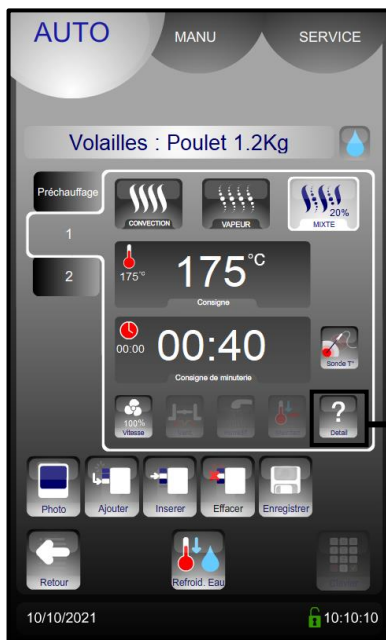 AUTO MANU SERVICE
Volailles : Poulet 1.2Kg
Préchauffage
1
2
CONVECTION VAPEUR 20% MIXTE
175°° 175°C
Consigne
00:00 00:40
Consigne de minuterie
Sonde T°
100% Vitesse
? Detail
Photo Ajouter Inserer Effacer Enregistrer
Retour Refroid. Eau
10/10/2021 10:10:10